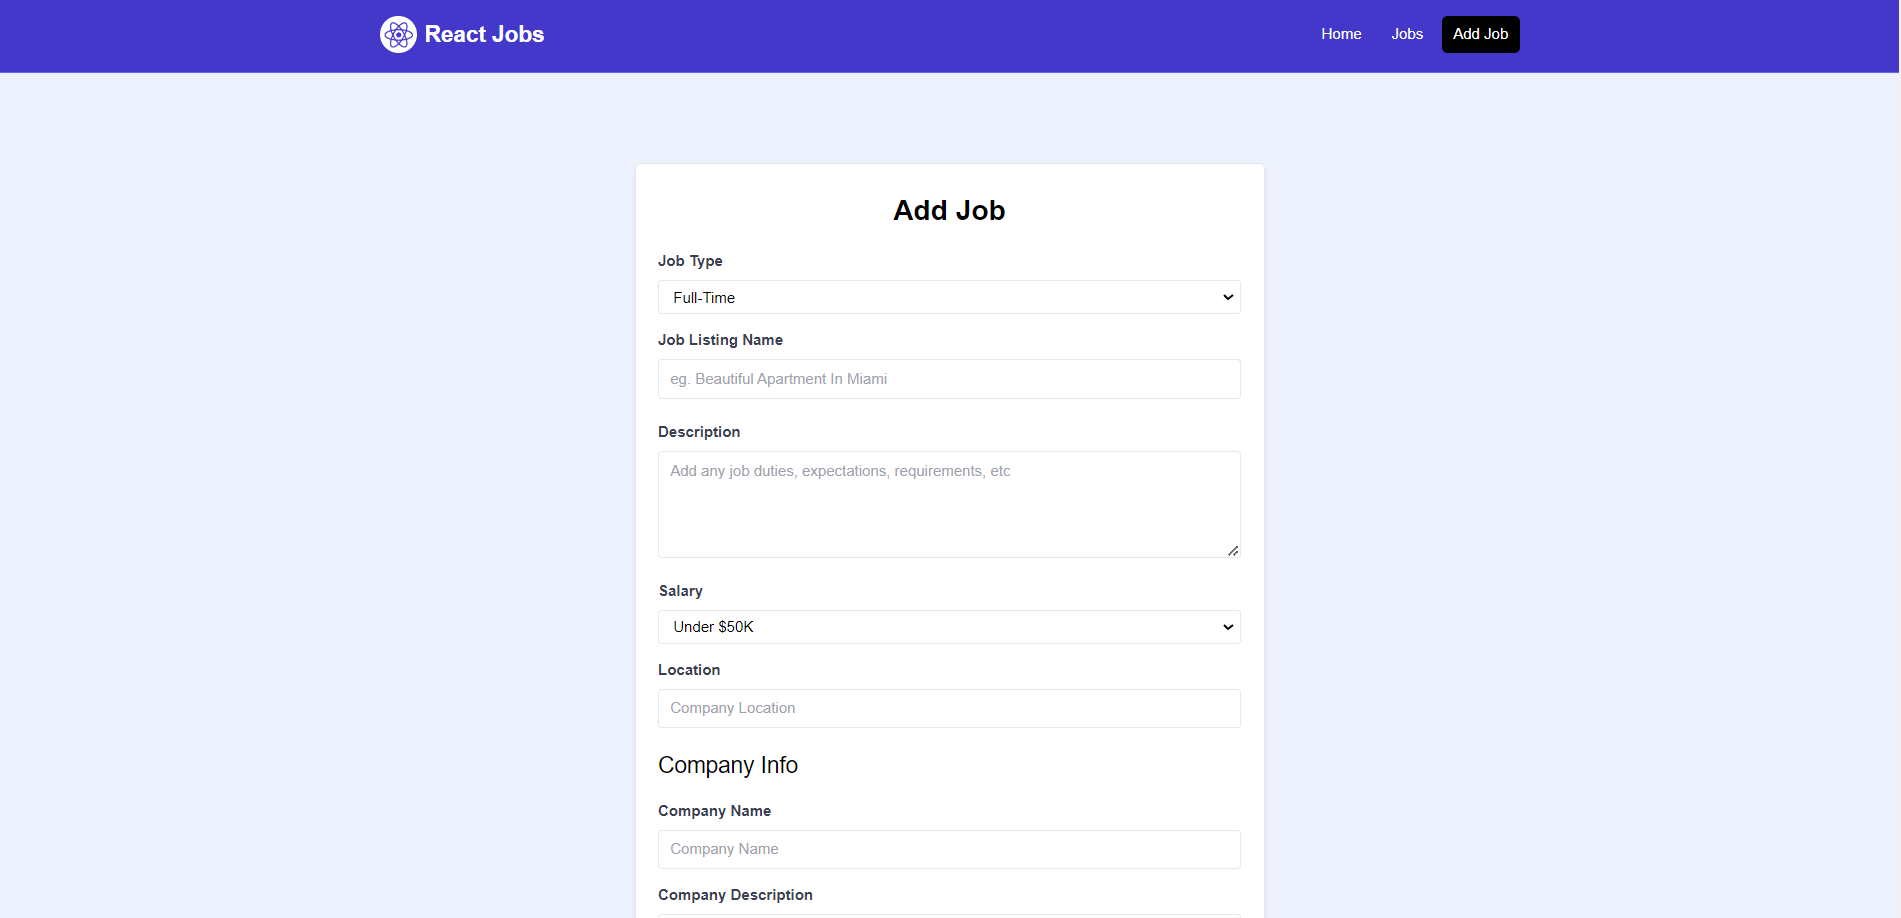 React Jobs
Home
Jobs
Add Job
Add Job
Job Type
Full-Time
Job Listing Name
eg. Beautiful Apartment In Miami
Description
Add any job duties, expectations, requirements, etc
Salary
Under $50K
Location
Company Location
Company Info
Company Name
Company Name
Company Description